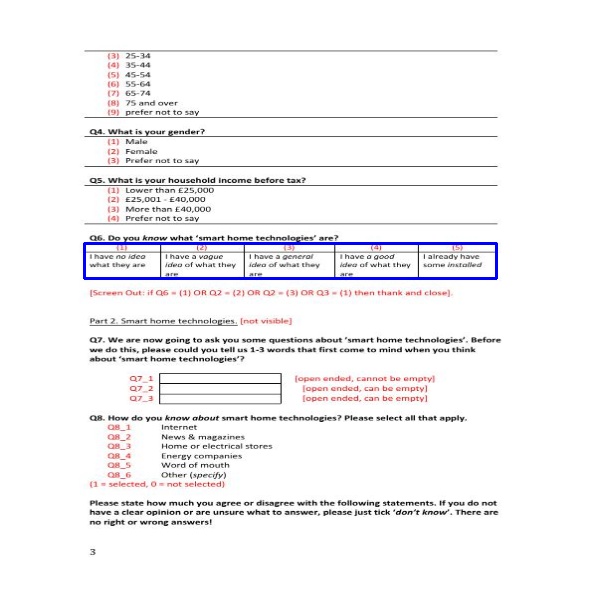 (3) 25-34
(4) 35-44
(5) 45-54
(6) 55-64
(7) 65-74
(8) 75 and over
(9) prefer not to say
Q4. What is your gender?
(1) Male
(2) Female
(3) Prefer not to say
Q5. What is your household income before tax?
(1) Lower than £25,000
(2) £25,001 - £40,000
(3) More than £40,000
(4) Prefer not to say
Q6. Do you know what 'smart home technologies' are?
(1) (2) (3) (4) (5)
I have no idea I have a vague I have a general I have a good I already have
what they are idea of what they idea of what they idea of what they some installed
are are are
[Screen Out: if Q6 = (1) OR Q2 = (2) OR Q2 = (3) OR Q3 = (1) then thank and close].
Part 2. Smart home technologies. [not visible]
Q7. We are now going to ask you some questions about 'smart home technologies'. Before
we do this, please could you tell us 1-3 words that first come to mind when you think
about 'smart home technologies'?
Q7_1 [open ended, cannot be empty]
Q7_2 [open ended, can be empty]
Q7_3 [open ended, can be empty]
Q8. How do you know about smart home technologies? Please select all that apply.
Q8_1 Internet
Q8_2 News & magazines
Q8_3 Home or electrical stores
Q8_4 Energy companies
Q8_5 Word of mouth
Q8_6 Other (specify)
(1 = selected, 0 = not selected)
Please state how much you agree or disagree with the following statements. If you do not
have a clear opinion or are unsure what to answer, please just tick 'don't know'. There are
no right or wrong answers!
3